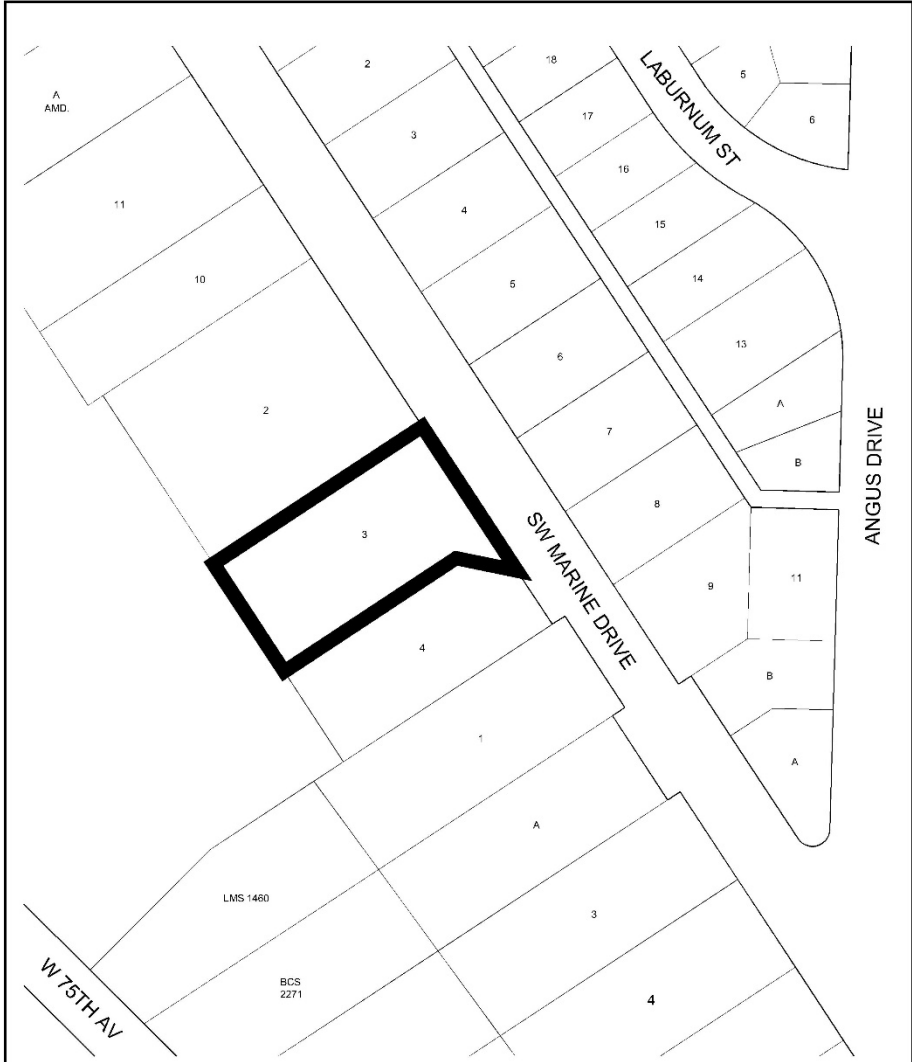 A
AMD.
11
10
2
3
4
1
A
3
4
LMS 1460
BCS
2271
W 75TH AV
SW MARINE DRIVE
2
3
4
5
6
7
8
9
18
17
16
15
14
13
A
B
11
B
A
LABURNUM ST
5
6
ANGUS DRIVE